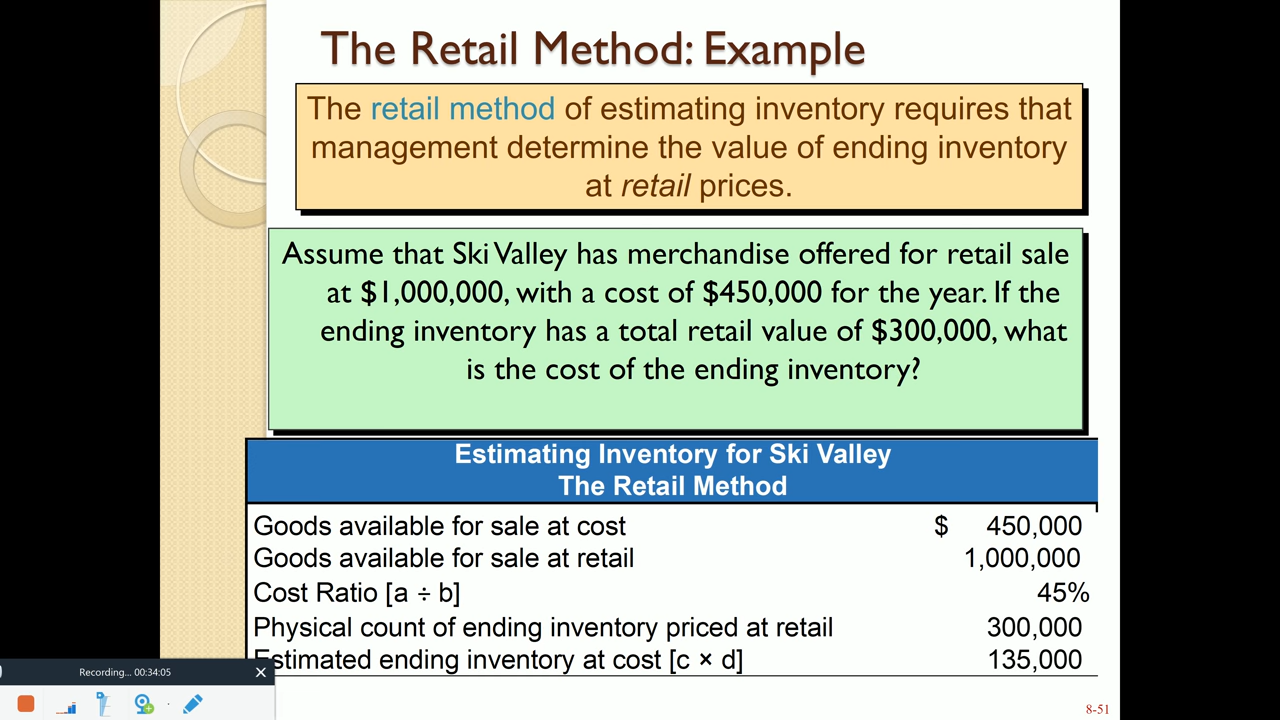 The Retail Method: Example
The retail method of estimating inventory requires that
management determine the value of ending inventory
at retail prices.
Assume that Ski Valley has merchandise offered for retail sale
at $1,000,000, with a cost of $450,000 for the year. If the
ending inventory has a total retail value of $300,000, what
is the cost of the ending inventory?
Estimating Inventory for Ski Valley
The Retail Method
Goods available for sale at cost $ 450,000
Goods available for sale at retail 1,000,000
Cost Ratio [a ÷ b] 45%
Physical count of ending inventory priced at retail 300,000
Estimated ending inventory at cost [c × d] 135,000
Recording... 00:34:05
8-51